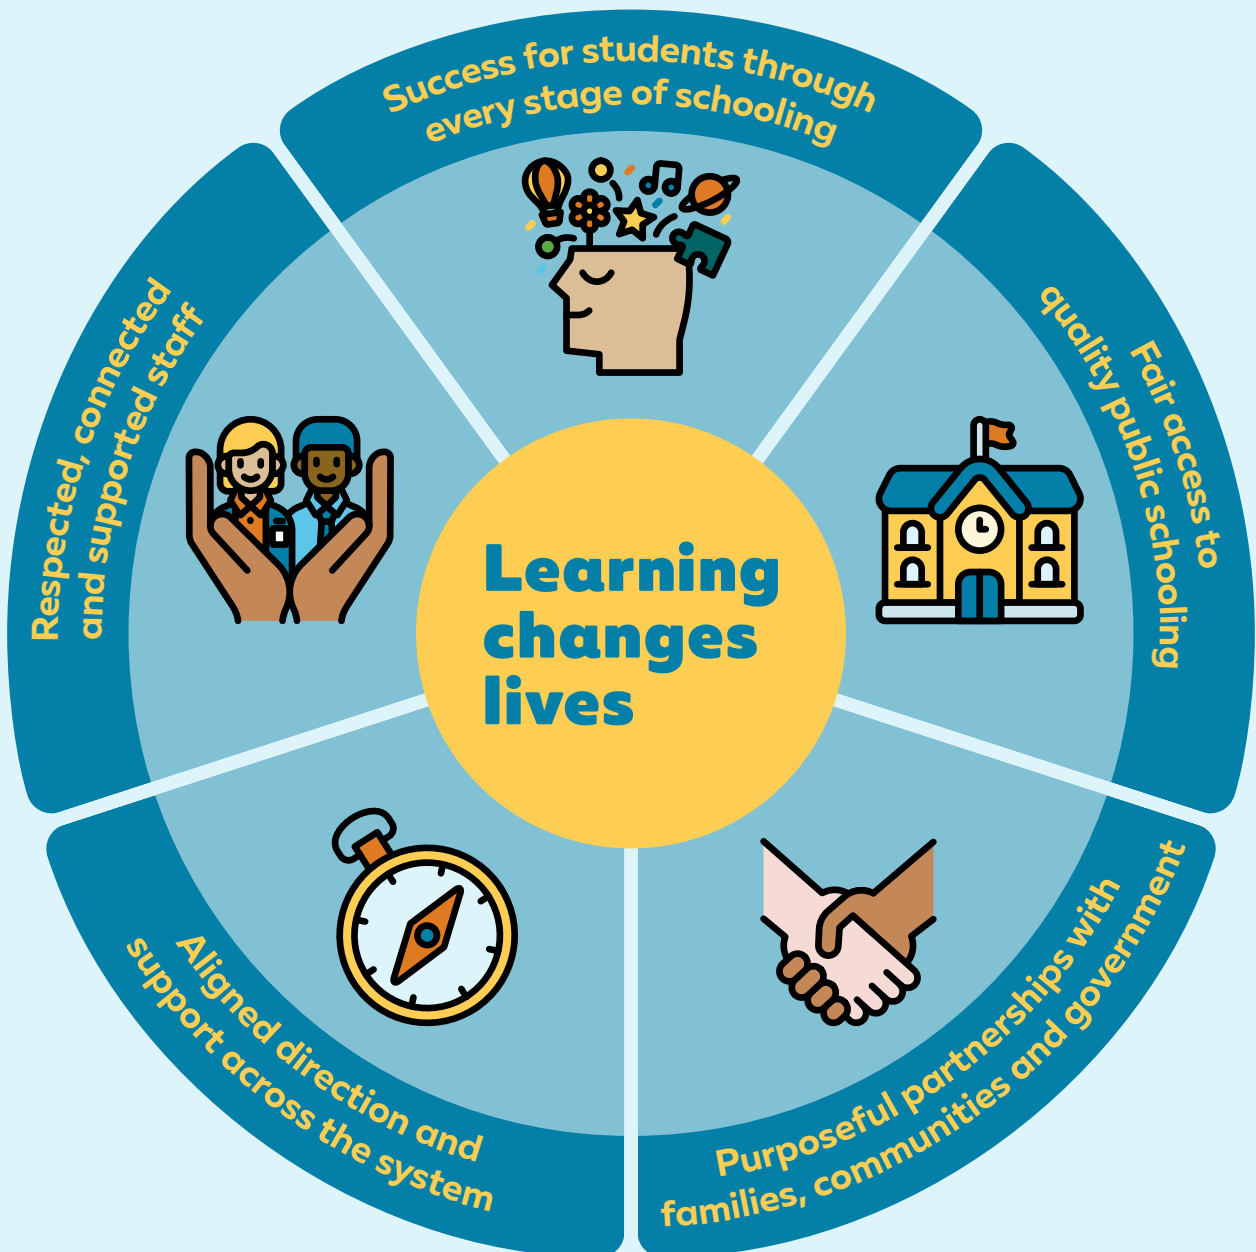 Success for students through
every stage of schooling
Fair access to
quality public schooling
Purposeful partnerships with
families, communities and government
Aligned direction and
support across the system
Respected, connected
and supported staff
Learning
changes
lives